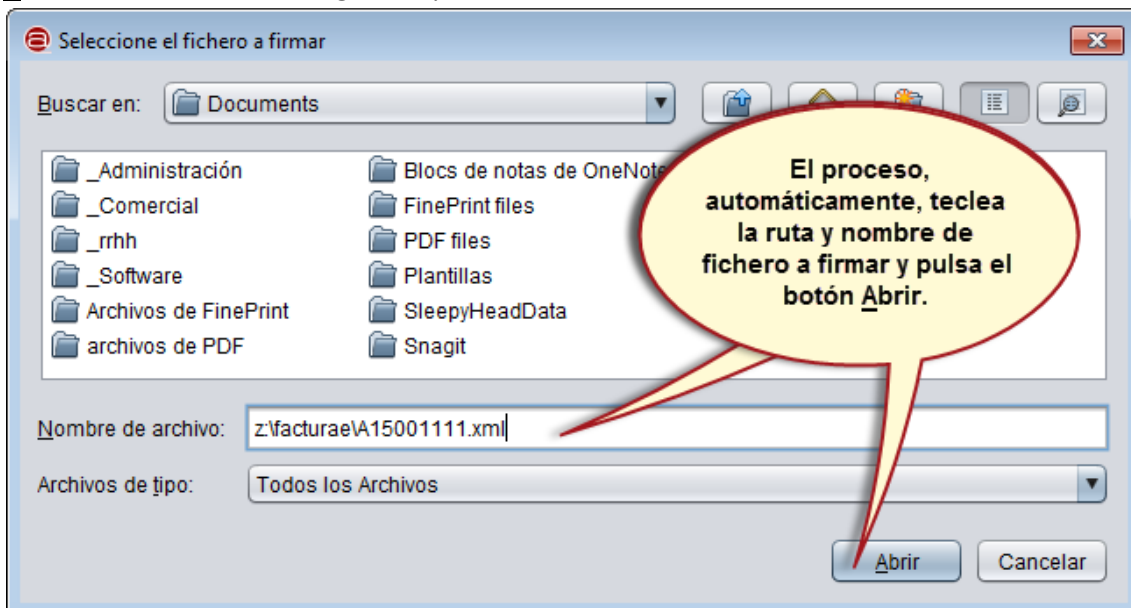 Seleccione el fichero a firmar
Buscar en: Documents
_Administración
_Comercial
_rrhh
_Software
Archivos de FinePrint
archivos de PDF
Blocs de notas de OneNote
FinePrint files
PDF files
Plantillas
SleepyHeadData
Snagit
El proceso,
automáticamente, teclea
la ruta y nombre de
fichero a firmar y pulsa el
botón Abrir.
Nombre de archivo: z:\facturae\A15001111.xml
Archivos de tipo: Todos los Archivos
Abrir Cancelar